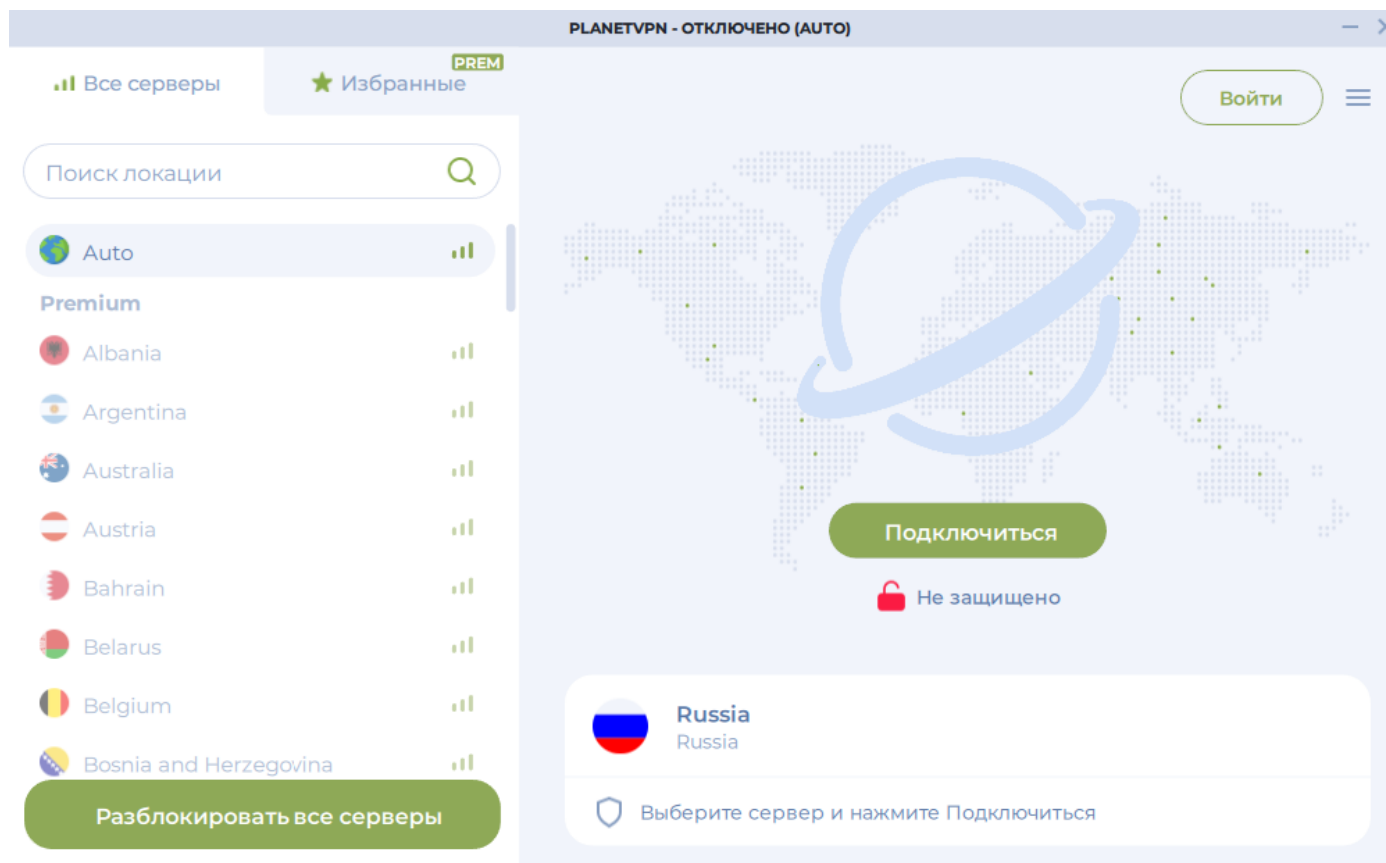 PLANETVPN - ОТКЛЮЧЕНО (AUTO)
Все серверы
Избранные
PREM
Войти
Поиск локации
Auto
Premium
Albania
Argentina
Australia
Austria
Bahrain
Belarus
Belgium
Bosnia and Herzegovina
Разблокировать все серверы
Подключиться
Не защищено
Russia
Russia
Выберите сервер и нажмите Подключиться